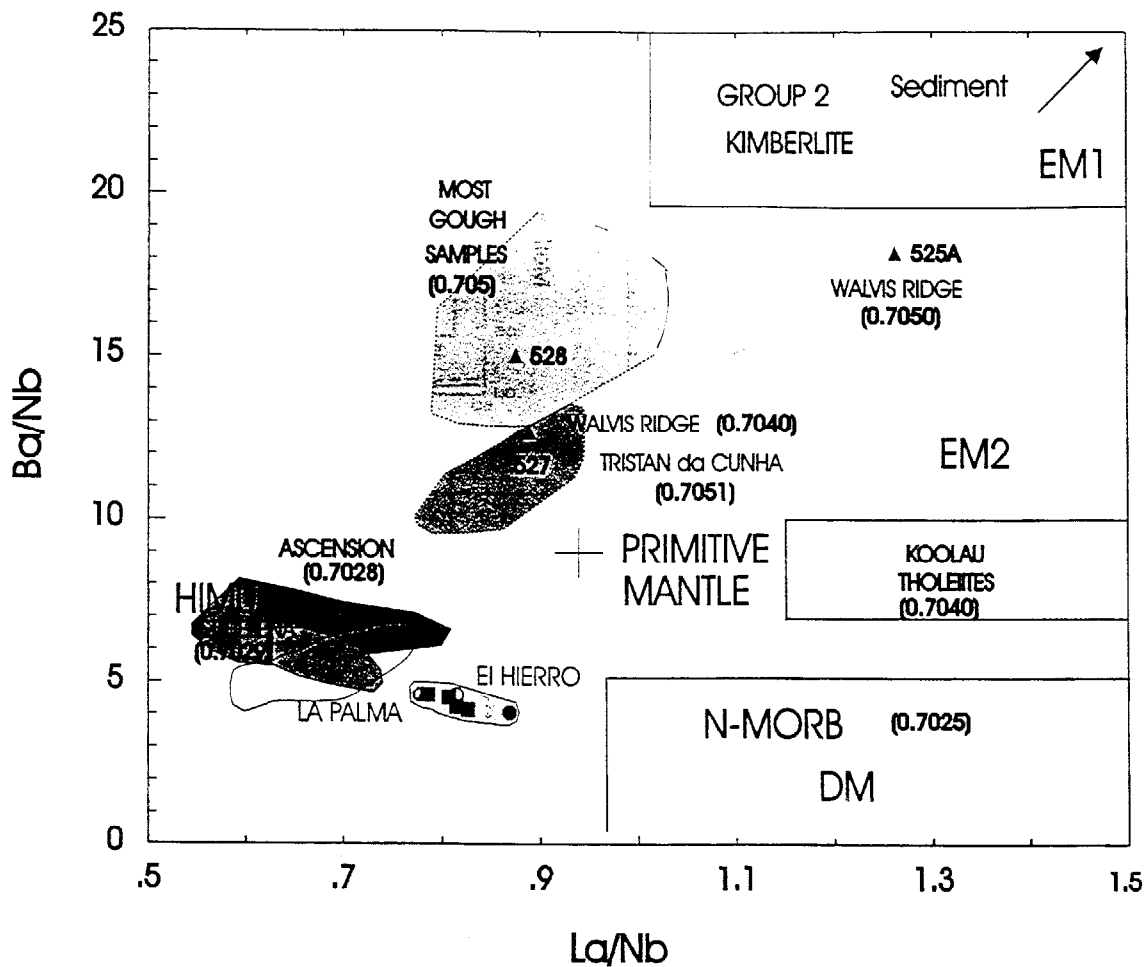 25
20
15
10
5
0
Ba/Nb
.5
.7
.9
1.1
1.3
1.5
La/Nb
GROUP 2
KIMBERLITE
Sediment
EM1
MOST
GOUGH
SAMPLES
(0.705)
525A
WALVIS RIDGE
(0.7050)
528
WALVIS RIDGE (0.7040)
527
TRISTAN da CUNHA
(0.7051)
EM2
ASCENSION
(0.7028)
PRIMITIVE
MANTLE
KOOLAU
THOLEIITES
(0.7040)
HIMU
(0.7029)
LA PALMA
El HIERRO
N-MORB (0.7025)
DM